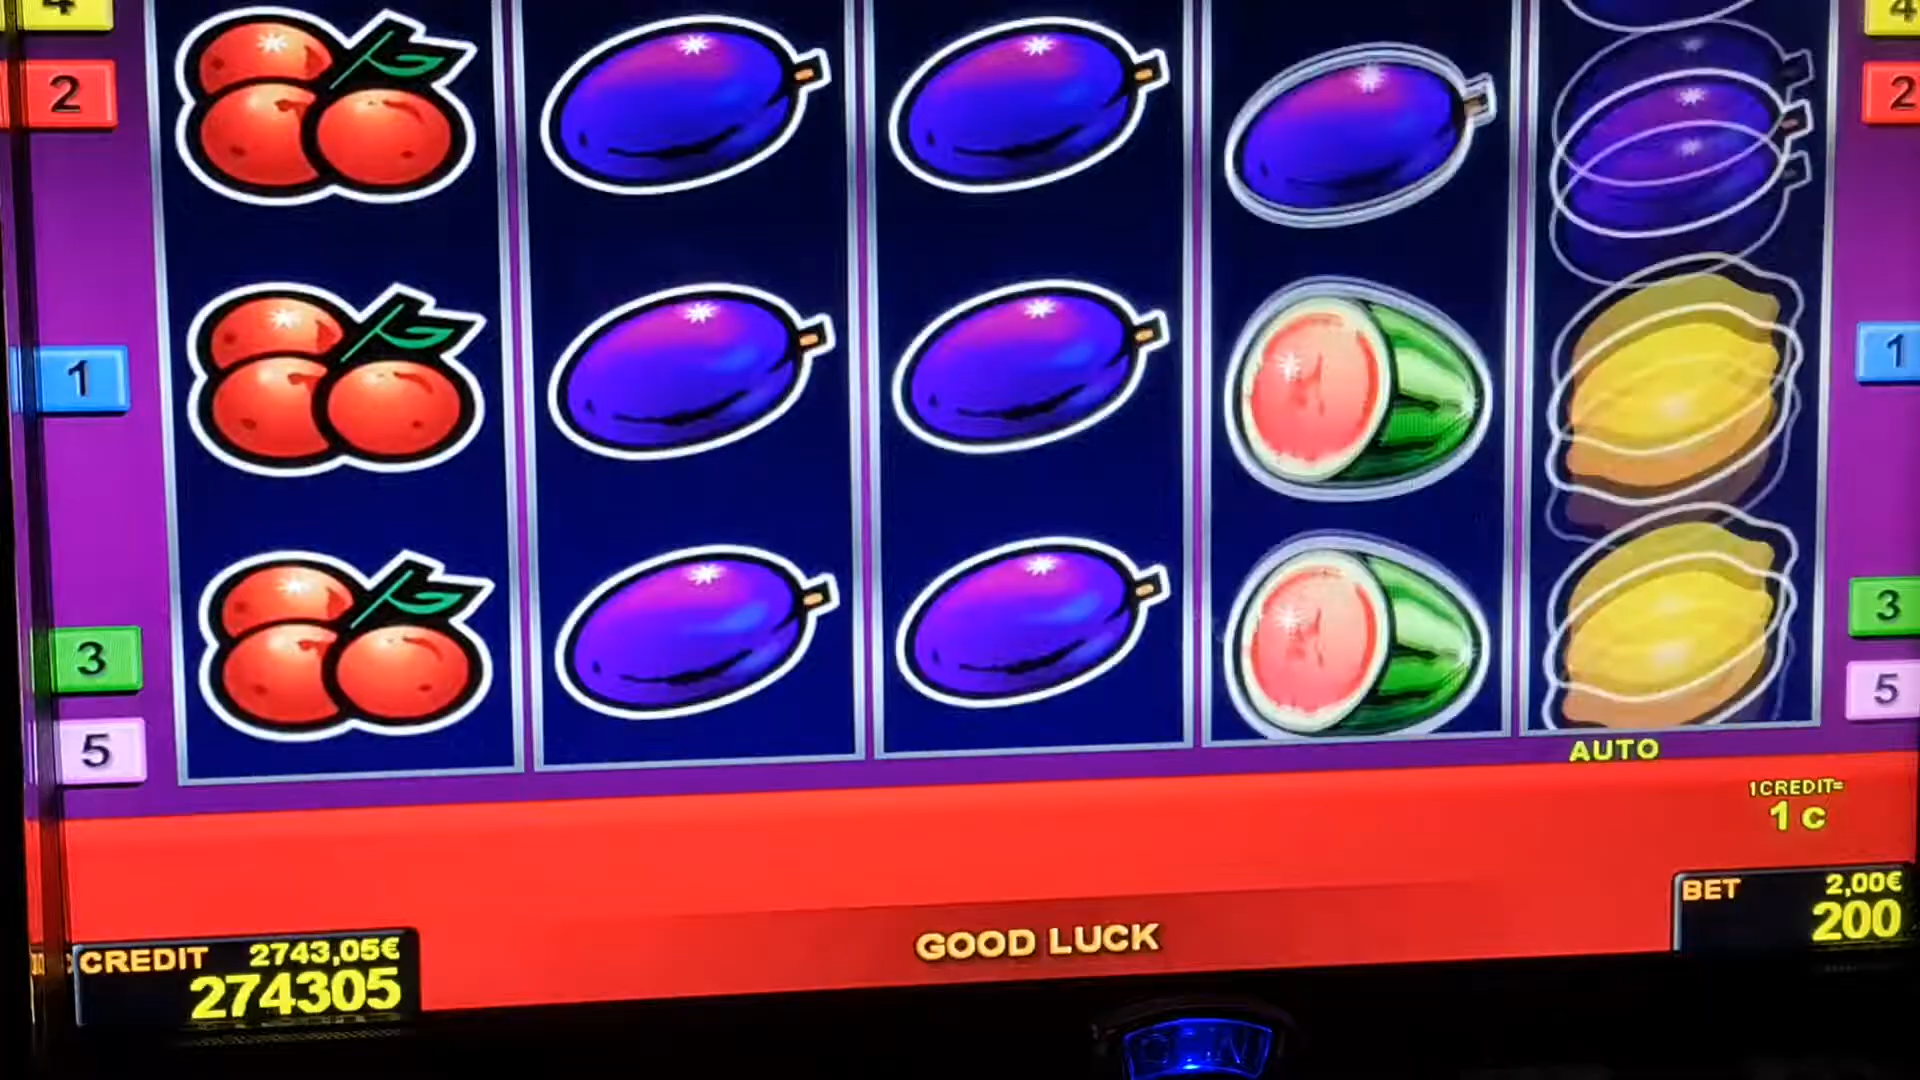 4
4
2
2
1
1
3
3
5
5
AUTO
1CREDIT=
1 C
BET 2,00€
200
GOOD LUCK
CREDIT 2743,05€
274305